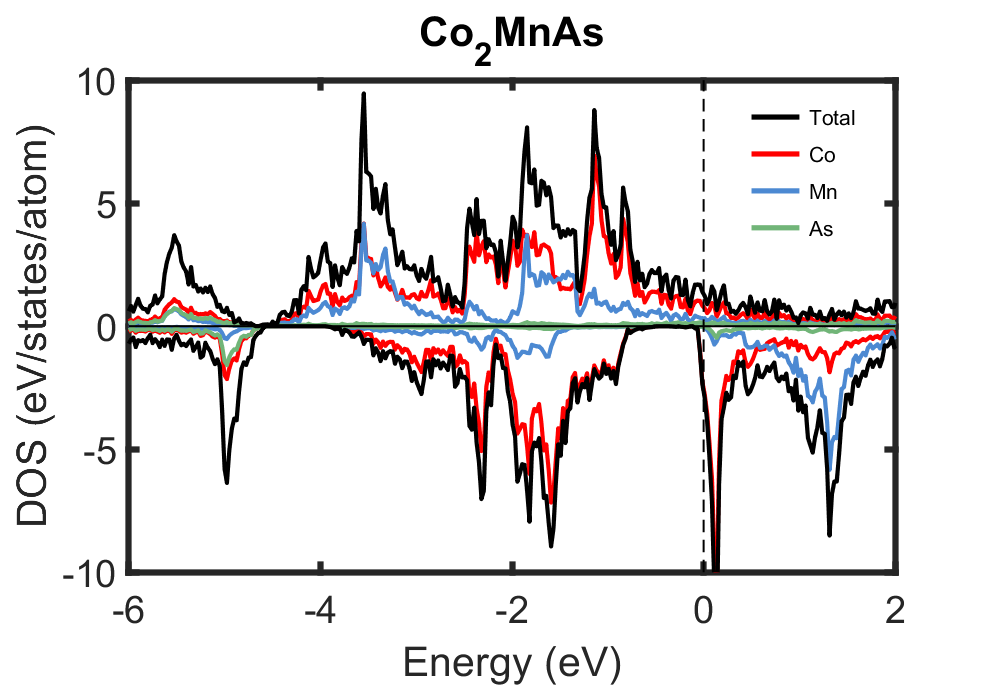 Co2MnAs
DOS (eV/states/atom)
10
5
0
-5
-10
Total
Co
Mn
As
-6
-4
-2
0
2
Energy (eV)